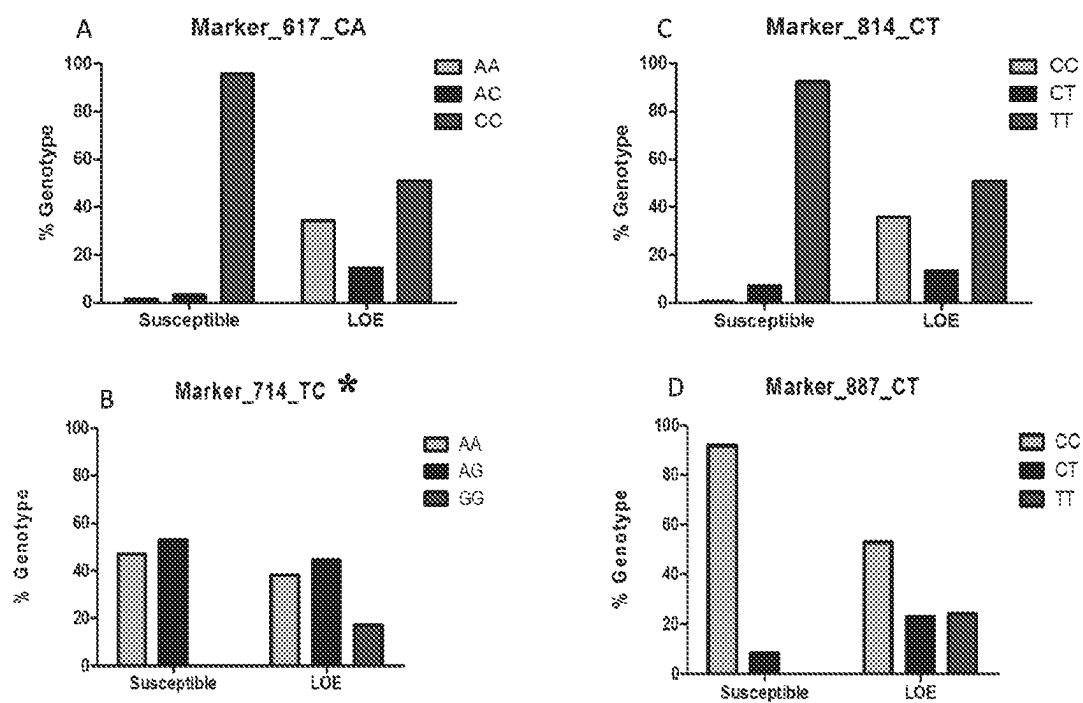 A
Marker_617_CA
% Genotype
100
80
60
40
20
0
Susceptible
LOE
AA
AC
CC
C
Marker_814_CT
% Genotype
100
80
60
40
20
0
Susceptible
LOE
CC
CT
TT
B
Marker_714_TC *
% Genotype
100
80
60
40
20
0
Susceptible
LOE
AA
AG
GG
D
Marker_887_CT
% Genotype
100
80
60
40
20
0
Susceptible
LOE
CC
CT
TT